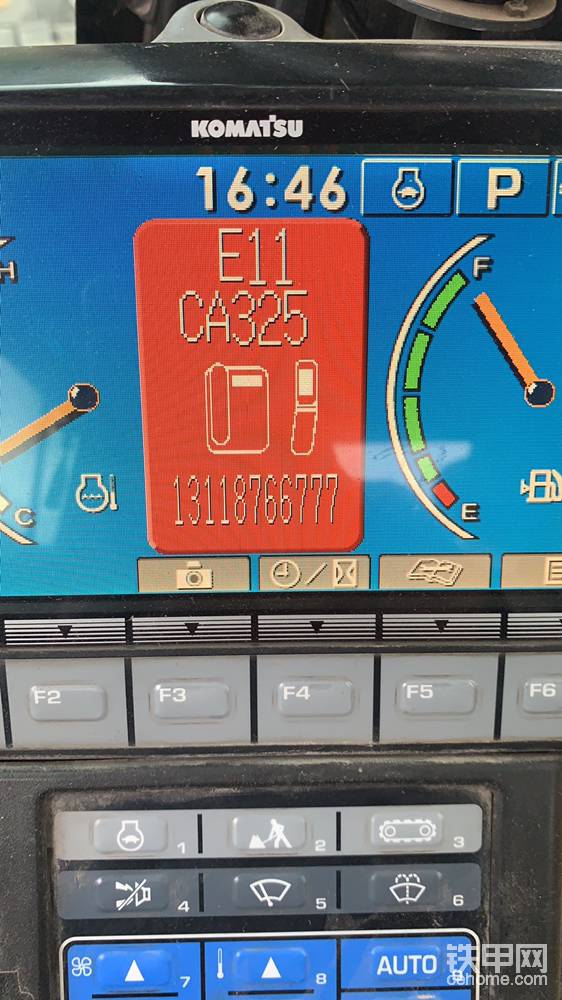 KOMATSU
16:46
P
E11
CA325
H
F
13118766777
C
E
F2
F3
F4
F5
F6
1
2
3
4
5
6
7
8
AUTO
铁甲网
cehome.com